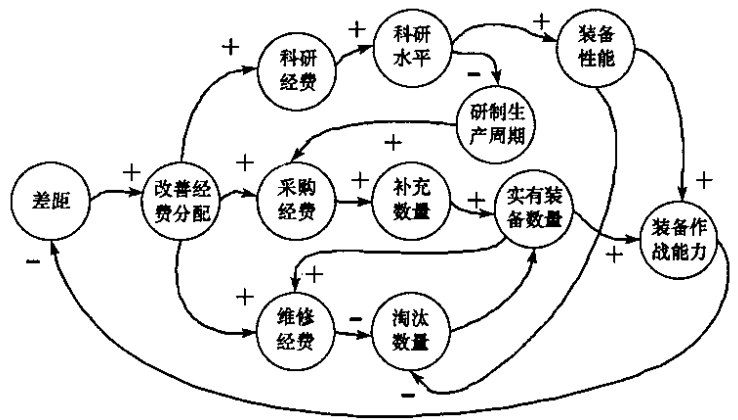 科研
经费
科研
水平
装备
性能
研制生
产周期
差距
改善经
费分配
采购
经费
补充
数量
实有装
备数量
装备作
战能力
维修
经费
淘汰
数量
+
+
+
−
+
+
+
+
+
+
+
+
+
−
−
−